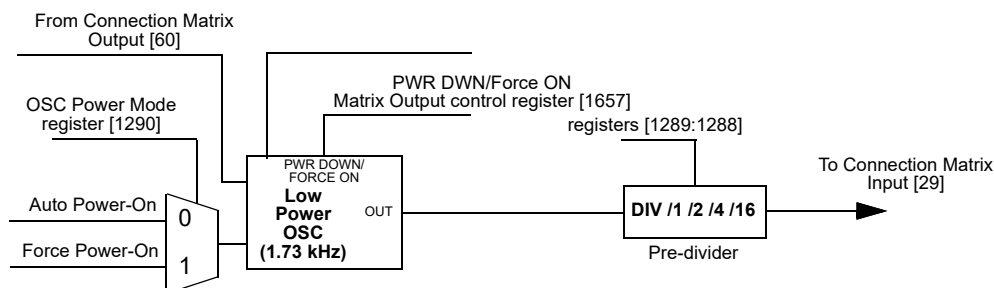 From Connection Matrix
Output [60]
PWR DWN/Force ON
Matrix Output control register [1657]
OSC Power Mode
register [1290]
registers [1289:1288]
PWR DOWN/
FORCE ON
Low
Power
OSC
(1.73 kHz)
OUT
Auto Power-On
0
Force Power-On
1
DIV /1 /2 /4 /16
Pre-divider
To Connection Matrix
Input [29]